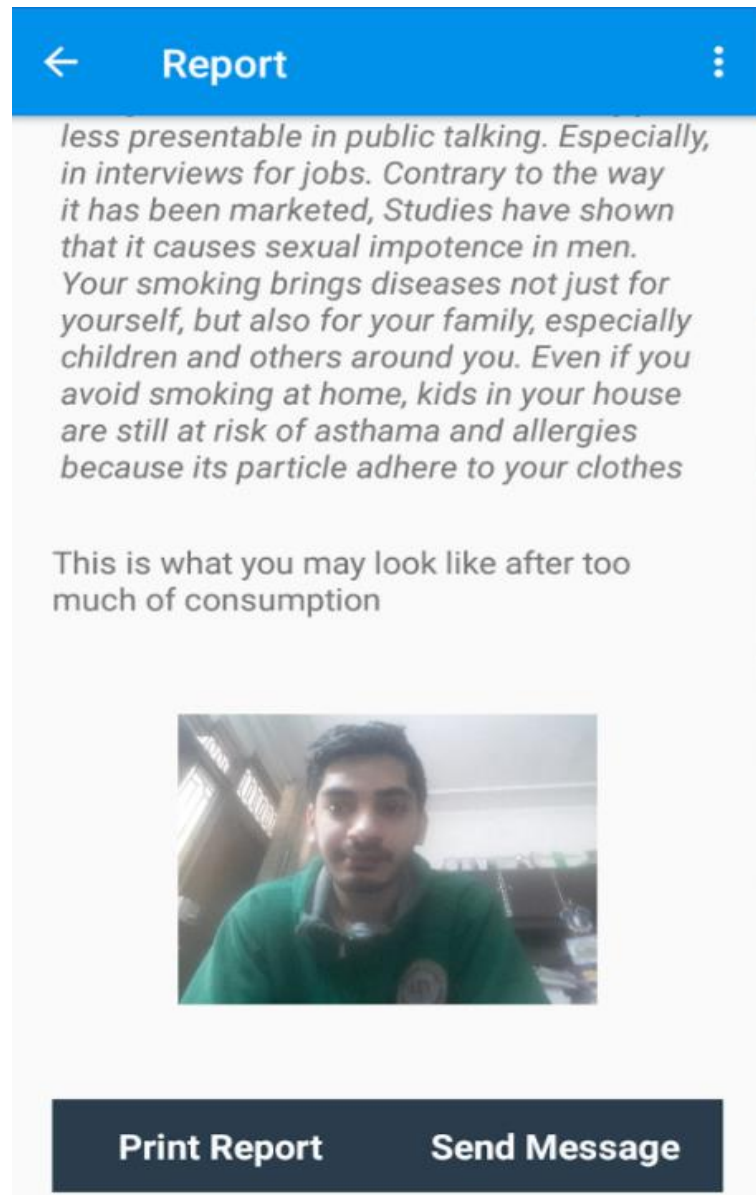 Report
less presentable in public talking. Especially,
in interviews for jobs. Contrary to the way
it has been marketed, Studies have shown
that it causes sexual impotence in men.
Your smoking brings diseases not just for
yourself, but also for your family, especially
children and others around you. Even if you
avoid smoking at home, kids in your house
are still at risk of asthama and allergies
because its particle adhere to your clothes
This is what you may look like after too
much of consumption
Print Report Send Message